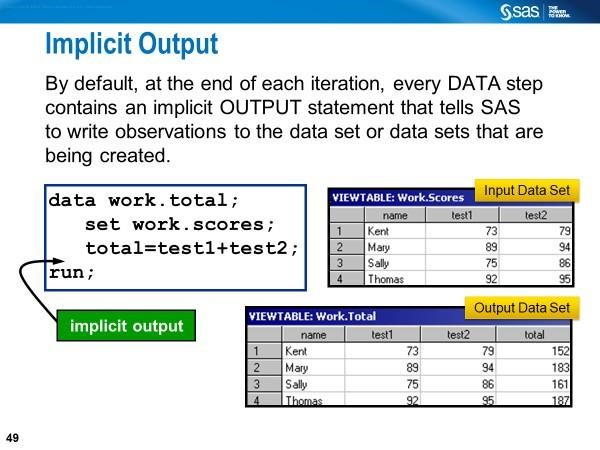 sas THE POWER TO KNOW.
Implicit Output
By default, at the end of each iteration, every DATA step
contains an implicit OUTPUT statement that tells SAS
to write observations to the data set or data sets that are
being created.
data work.total;
set work.scores;
total=test1+test2;
run;
implicit output
Input Data Set
VIEWTABLE: Work.Scores
name test1 test2
1 Kent 73 79
2 Mary 89 94
3 Sally 75 86
4 Thomas 92 95
Output Data Set
VIEWTABLE: Work.Total
name test1 test2 total
1 Kent 73 79 152
2 Mary 89 94 183
3 Sally 75 86 161
4 Thomas 92 95 187
49